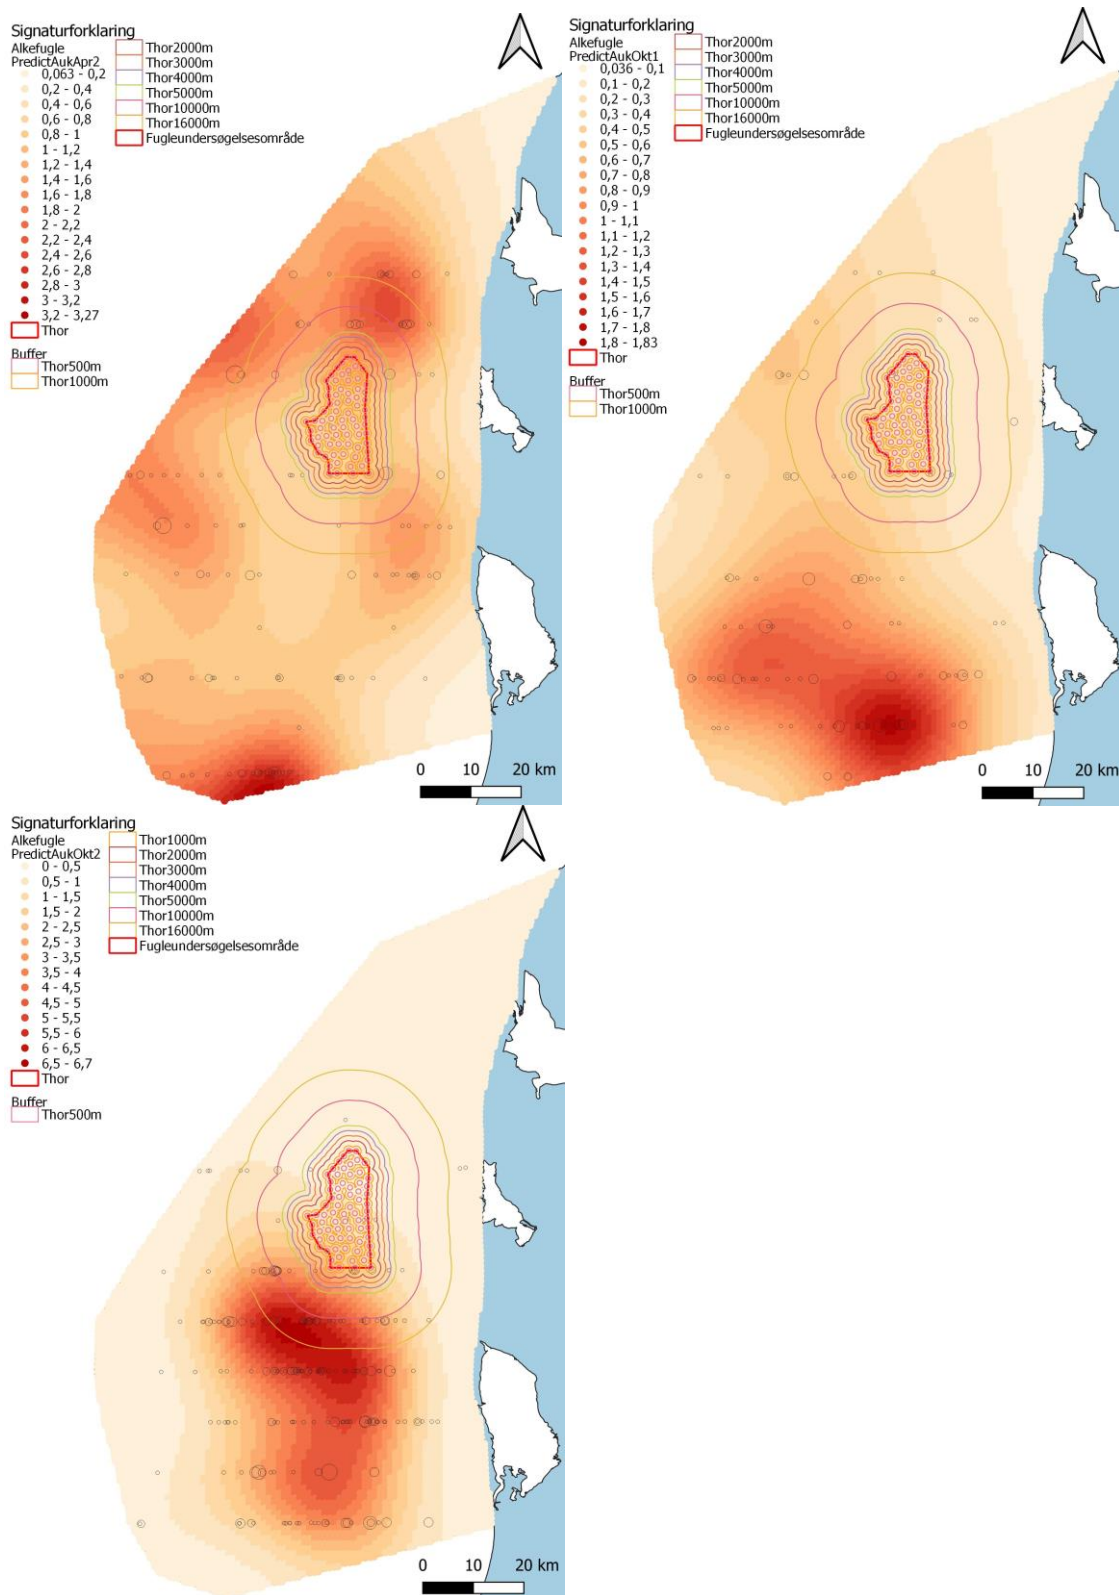 Signaturforklaring
Alkefugle
PredictAukApr2
0,063 - 0,2
0,2 - 0,4
0,4 - 0,6
0,6 - 0,8
0,8 - 1
1 - 1,2
1,2 - 1,4
1,4 - 1,6
1,6 - 1,8
1,8 - 2
2 - 2,2
2,2 - 2,4
2,4 - 2,6
2,6 - 2,8
2,8 - 3
3 - 3,2
3,2 - 3,27
Thor
Buffer
Thor500m
Thor1000m
Thor2000m
Thor3000m
Thor4000m
Thor5000m
Thor10000m
Thor16000m
Fugleundersøgelsesområde
0 10 20 km
Signaturforklaring
Alkefugle
PredictAukOkt1
0,036 - 0,1
0,1 - 0,2
0,2 - 0,3
0,3 - 0,4
0,4 - 0,5
0,5 - 0,6
0,6 - 0,7
0,7 - 0,8
0,8 - 0,9
0,9 - 1
1 - 1,1
1,1 - 1,2
1,2 - 1,3
1,3 - 1,4
1,4 - 1,5
1,5 - 1,6
1,6 - 1,7
1,7 - 1,8
1,8 - 1,83
Thor
Buffer
Thor500m
Thor1000m
Thor2000m
Thor3000m
Thor4000m
Thor5000m
Thor10000m
Thor16000m
Fugleundersøgelsesområde
0 10 20 km
Signaturforklaring
Alkefugle
PredictAukOkt2
0 - 0,5
0,5 - 1
1 - 1,5
1,5 - 2
2 - 2,5
2,5 - 3
3 - 3,5
3,5 - 4
4 - 4,5
4,5 - 5
5 - 5,5
5,5 - 6
6 - 6,5
6,5 - 6,7
Thor
Buffer
Thor500m
Thor1000m
Thor2000m
Thor3000m
Thor4000m
Thor5000m
Thor10000m
Thor16000m
Fugleundersøgelsesområde
0 10 20 km